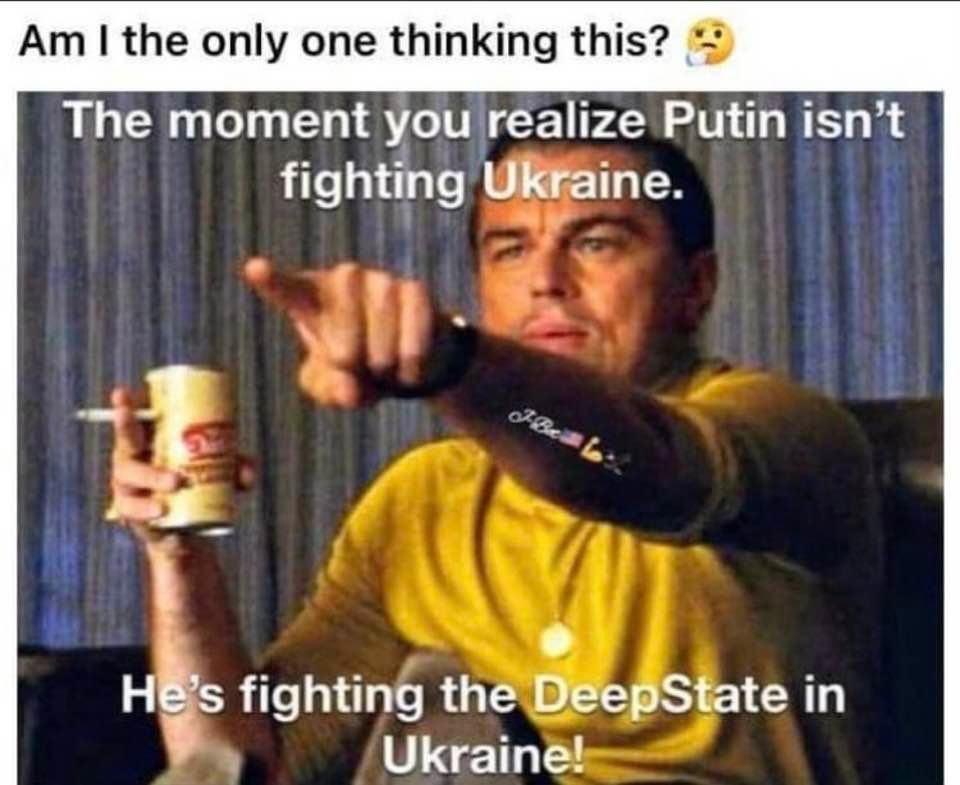 Am I the only one thinking this? 🤔
The moment you realize Putin isn't
fighting Ukraine.
He's fighting the DeepState in
Ukraine!